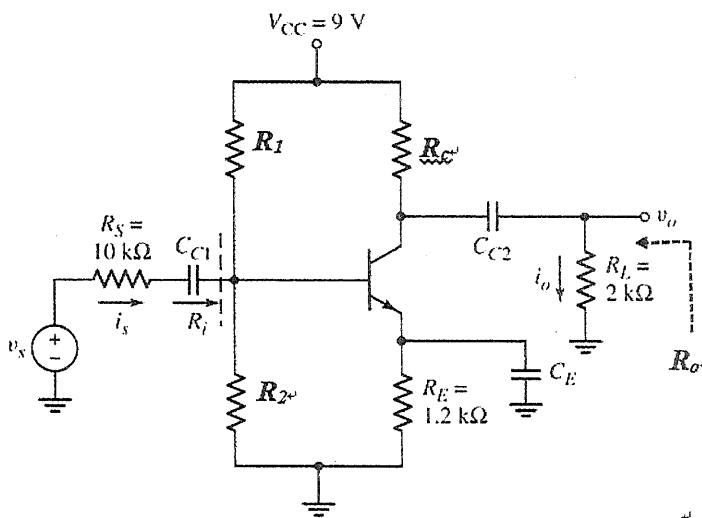 V_CC = 9 V
R_1
R_C↵
R_S =
10 kΩ
C_C1
C_C2
v_o
i_s
R_i
i_o
R_L =
2 kΩ
v_s
+
−
R_o↵
R_2↵
R_E =
1.2 kΩ
C_E
↵